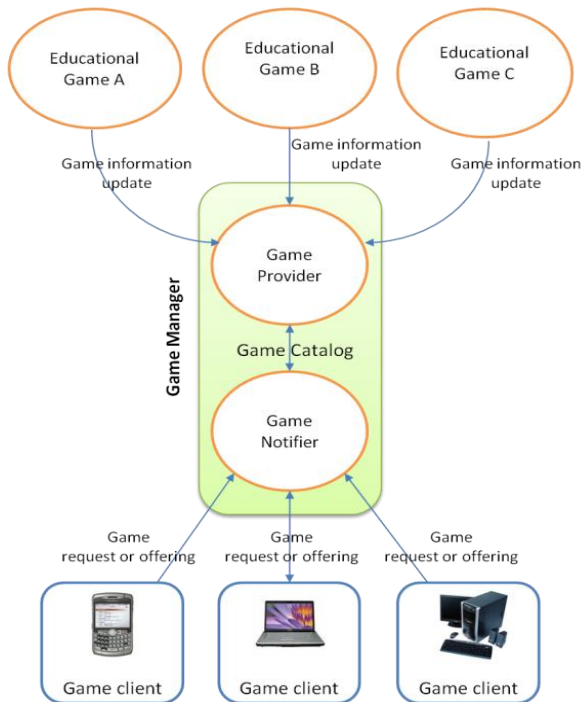 Educational
Game A
Educational
Game B
Educational
Game C
Game information
update
Game information
update
Game information
update
Game Manager
Game
Provider
Game Catalog
Game
Notifier
Game
request or offering
Game
request or offering
Game
request or offering
Game client
Game client
Game client